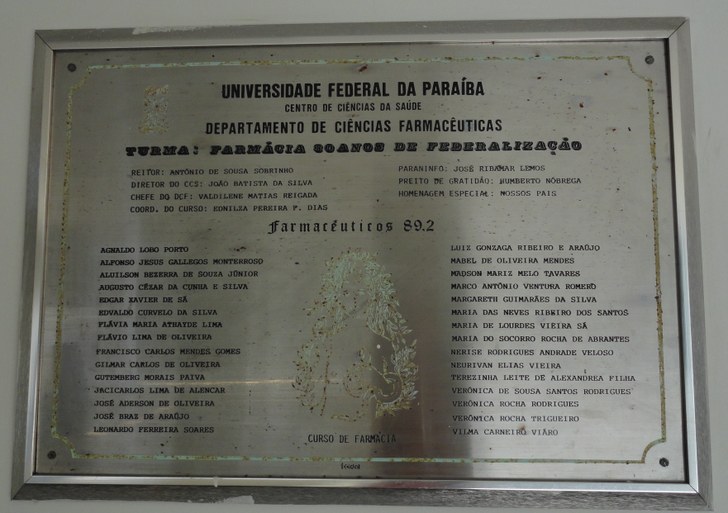 UNIVERSIDADE FEDERAL DA PARAÍBA
CENTRO DE CIÊNCIAS DA SAÚDE
DEPARTAMENTO DE CIÊNCIAS FARMACÊUTICAS
TURMA: FARMÁCIA 30 ANOS DE FEDERALIZAÇÃO
REITOR: ANTÔNIO DE SOUSA SOBRINHO
DIRETOR DO CCS: JOÃO BATISTA DA SILVA
CHEFE DO DCF: VALDILENE MATIAS REIGADA
COORD. DO CURSO: EDNILZA PEREIRA F. DIAS
PARANINFO: JOSÉ RIBAMAR LEMOS
PREITO DE GRATIDÃO: HUMBERTO NÓBREGA
HOMENAGEM ESPECIAL: NOSSOS PAIS
Farmacêuticos 89.2
AGNALDO LOBO PORTO
ALFONSO JESUS GALLEGOS MONTERROSO
ALUILSON BEZERRA DE SOUZA JÚNIOR
AUGUSTO CÉZAR DA CUNHA E SILVA
EDGAR XAVIER DE SÁ
EDVALDO CURVELO DA SILVA
FLÁVIA MARIA ATHAYDE LIMA
FLÁVIO LIMA DE OLIVEIRA
FRANCISCO CARLOS MENDES GOMES
GILMAR CARLOS DE OLIVEIRA
GUTEMBERG MORAIS PAIVA
JACICARLOS LIMA DE ALENCAR
JOSÉ ADERSON DE OLIVEIRA
JOSÉ BRAZ DE ARAÚJO
LEONARDO FERREIRA SOARES
LUIZ GONZAGA RIBEIRO E ARAÚJO
MABEL DE OLIVEIRA MENDES
MADSON MARIZ MELO TAVARES
MARCO ANTÔNIO VENTURA ROMERO
MARGARETH GUIMARÃES DA SILVA
MARIA DAS NEVES RIBEIRO DOS SANTOS
MARIA DE LOURDES VIEIRA SÁ
MARIA DO SOCORRO ROCHA DE ABRANTES
NERISE RODRIGUES ANDRADE VELOSO
NEURIVAN ELIAS VIEIRA
TEREZINHA LEITE DE ALEXANDREA FILHA
VERÔNICA DE SOUSA SANTOS RODRIGUES
VERÔNICA ROCHA RODRIGUES
VERÔNICA ROCHA TRIGUEIRO
VILMA CARNEIRO VIÁRO
CURSO DE FARMÁCIA